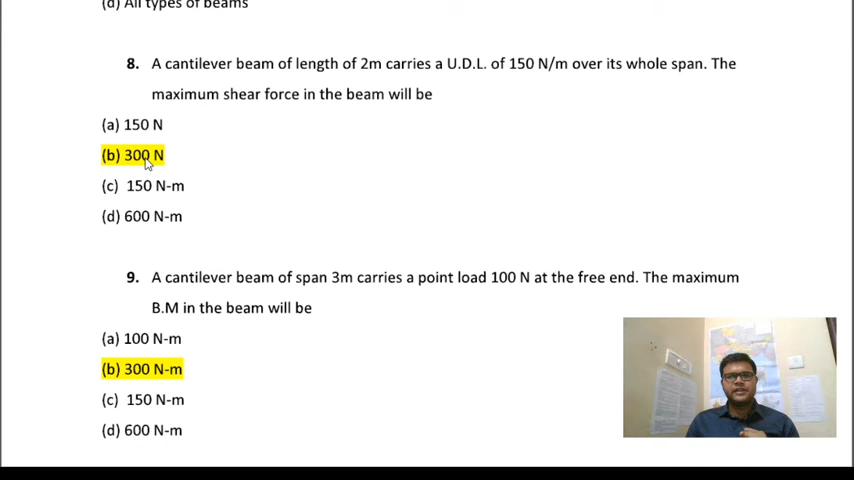 (d) All types of beams
8. A cantilever beam of length of 2m carries a U.D.L. of 150 N/m over its whole span. The
maximum shear force in the beam will be
(a) 150 N
(b) 300 N
(c) 150 N-m
(d) 600 N-m
9. A cantilever beam of span 3m carries a point load 100 N at the free end. The maximum
B.M in the beam will be
(a) 100 N-m
(b) 300 N-m
(c) 150 N-m
(d) 600 N-m